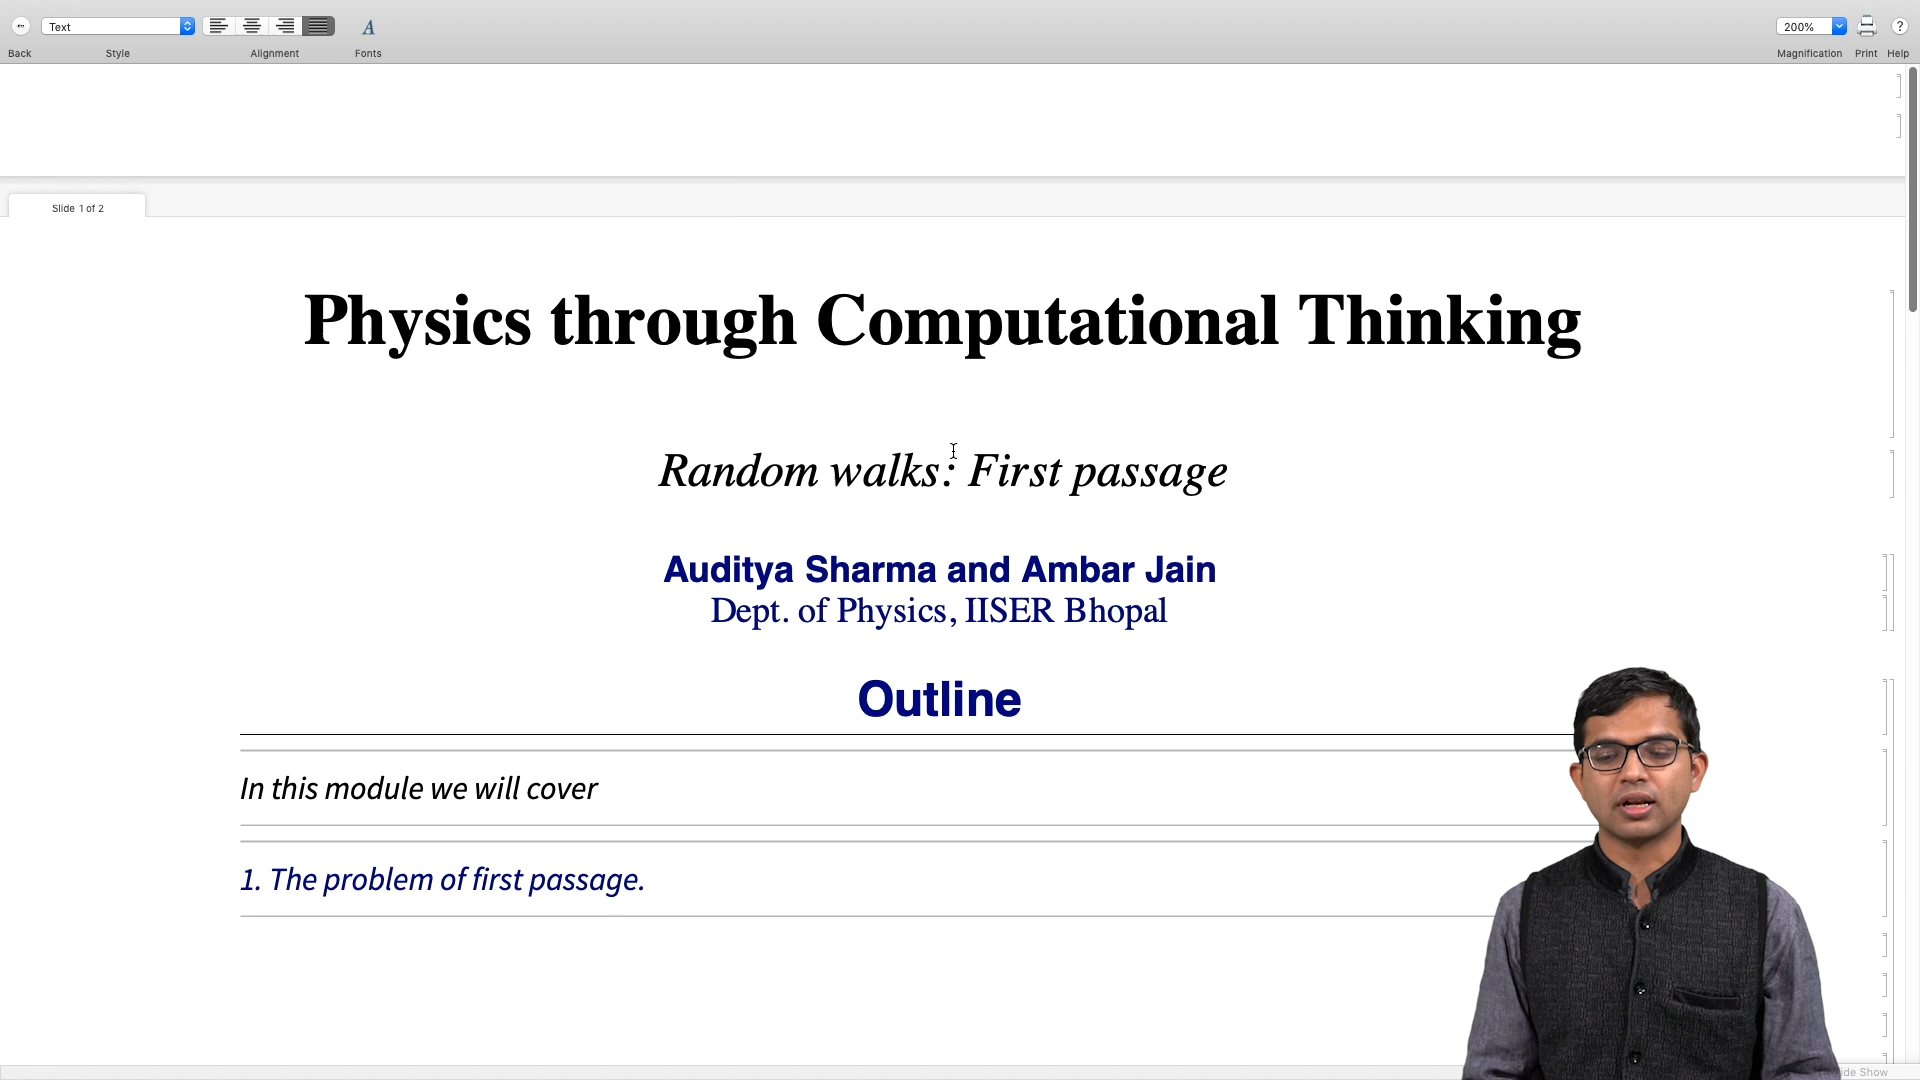 Text
200%
Back
Style
Alignment
Fonts
Magnification
Print
Help
Slide 1 of 2
Physics through Computational Thinking
Random walks: First passage
Auditya Sharma and Ambar Jain
Dept. of Physics, IISER Bhopal
Outline
In this module we will cover
1. The problem of first passage.
ide Show